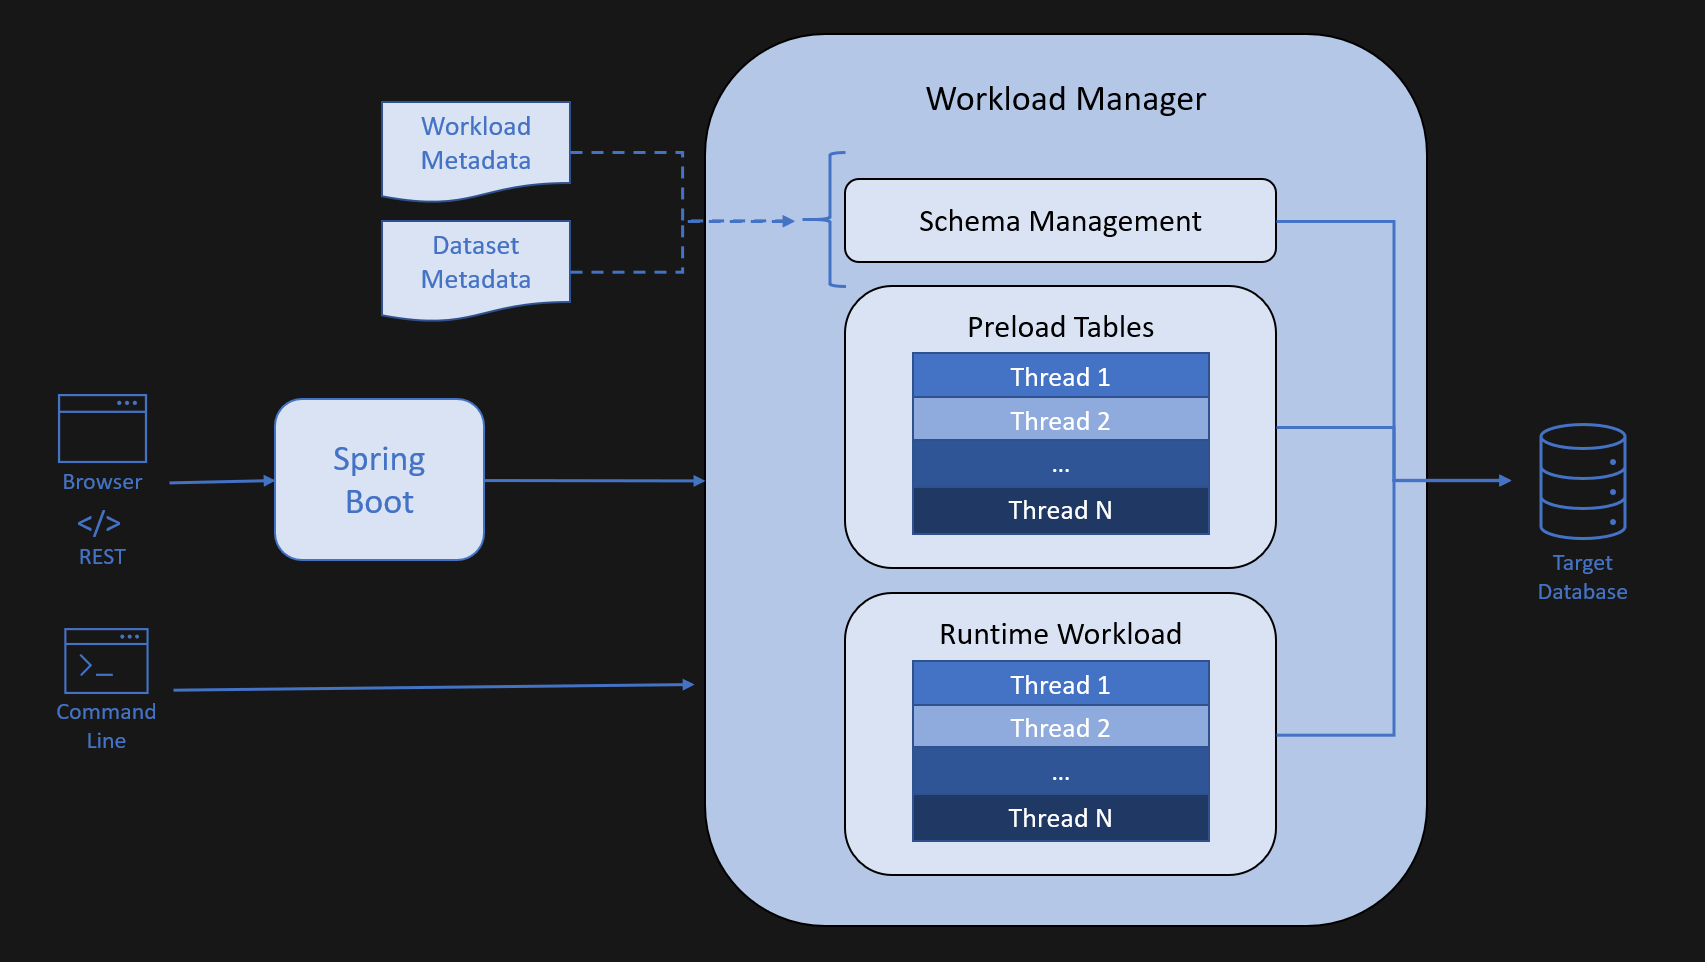 Workload Manager
Workload
Metadata
Dataset
Metadata
Schema Management
Preload Tables
Thread 1
Thread 2
...
Thread N
Browser
</>
REST
Spring
Boot
Target
Database
Runtime Workload
Thread 1
Thread 2
...
Thread N
>_
Command
Line